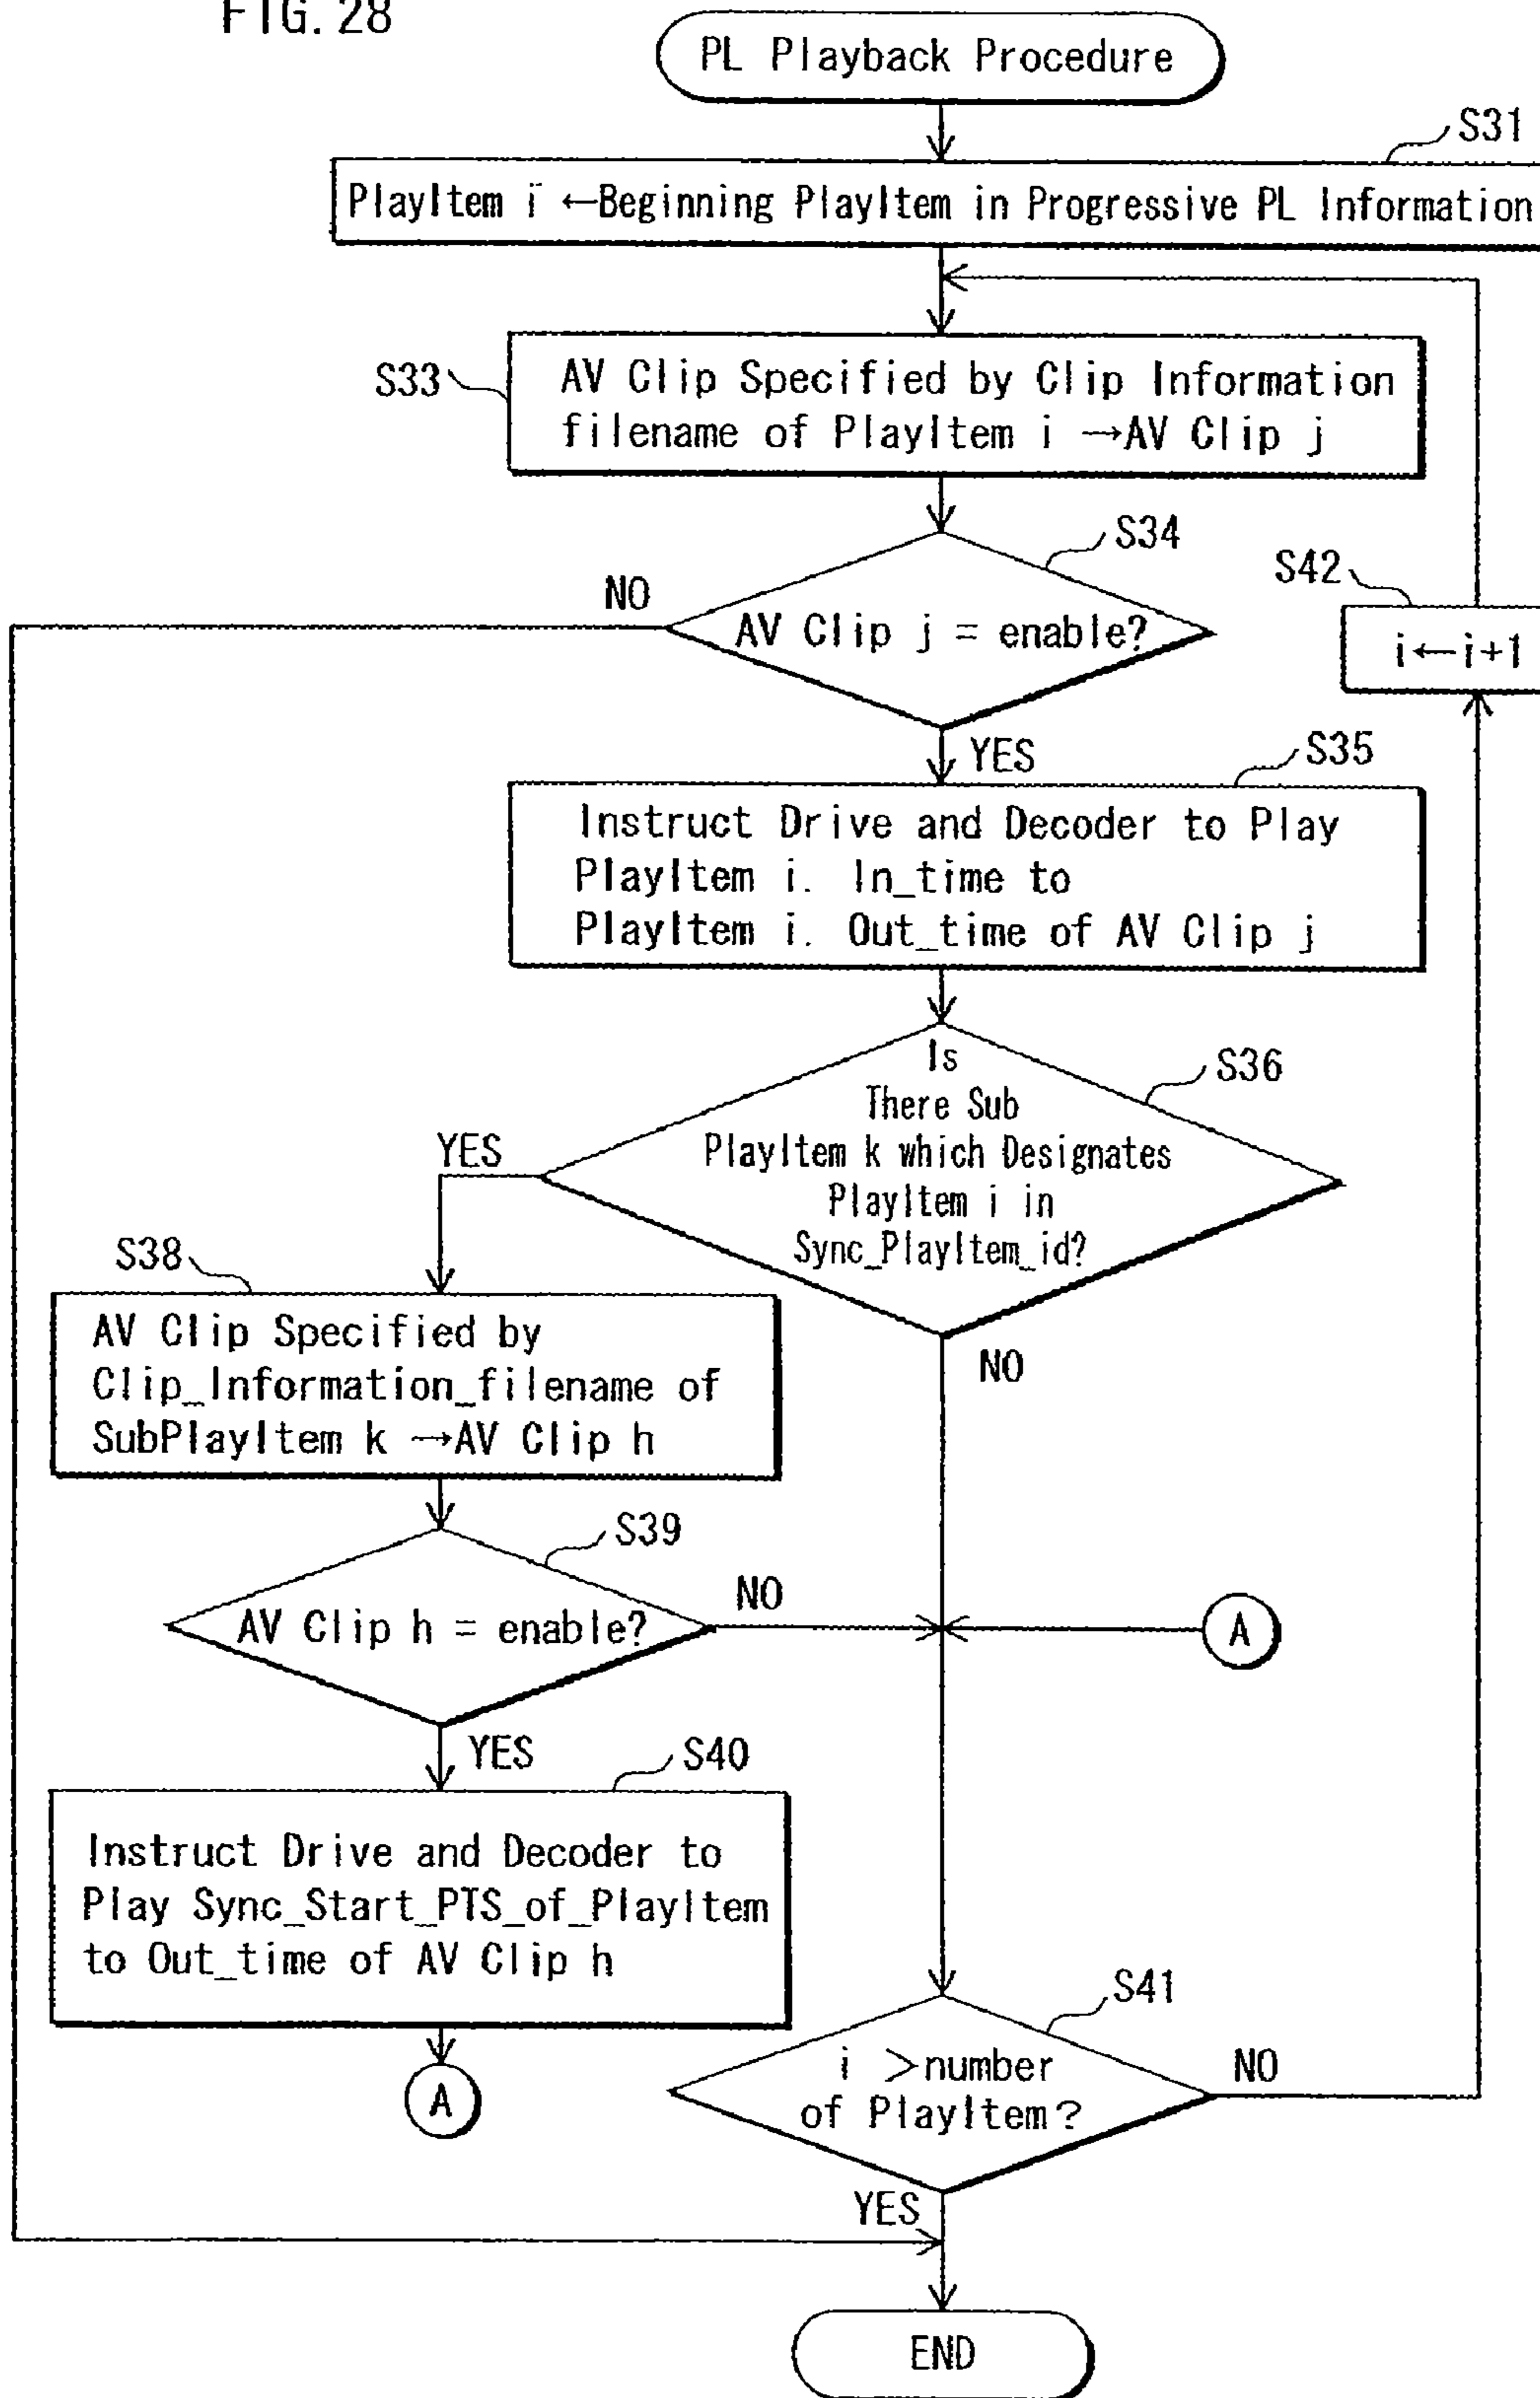 FIG. 28
PL Playback Procedure
S31
PlayItem i ←Beginning PlayItem in Progressive PL Information
S33
AV Clip Specified by Clip Information
filename of PlayItem i →AV Clip j
S34
NO
AV Clip j = enable?
S42
i←i+1
YES
S35
Instruct Drive and Decoder to Play
PlayItem i. In_time to
PlayItem i. Out_time of AV Clip j
S36
Is
There Sub
PlayItem k which Designates
PlayItem i in
Sync_PlayItem_id?
YES
NO
S38
AV Clip Specified by
Clip_Information_filename of
SubPlayItem k →AV Clip h
S39
AV Clip h = enable?
NO
A
YES
S40
Instruct Drive and Decoder to
Play Sync_Start_PTS_of_PlayItem
to Out_time of AV Clip h
A
S41
i >number
of PlayItem?
NO
YES
END